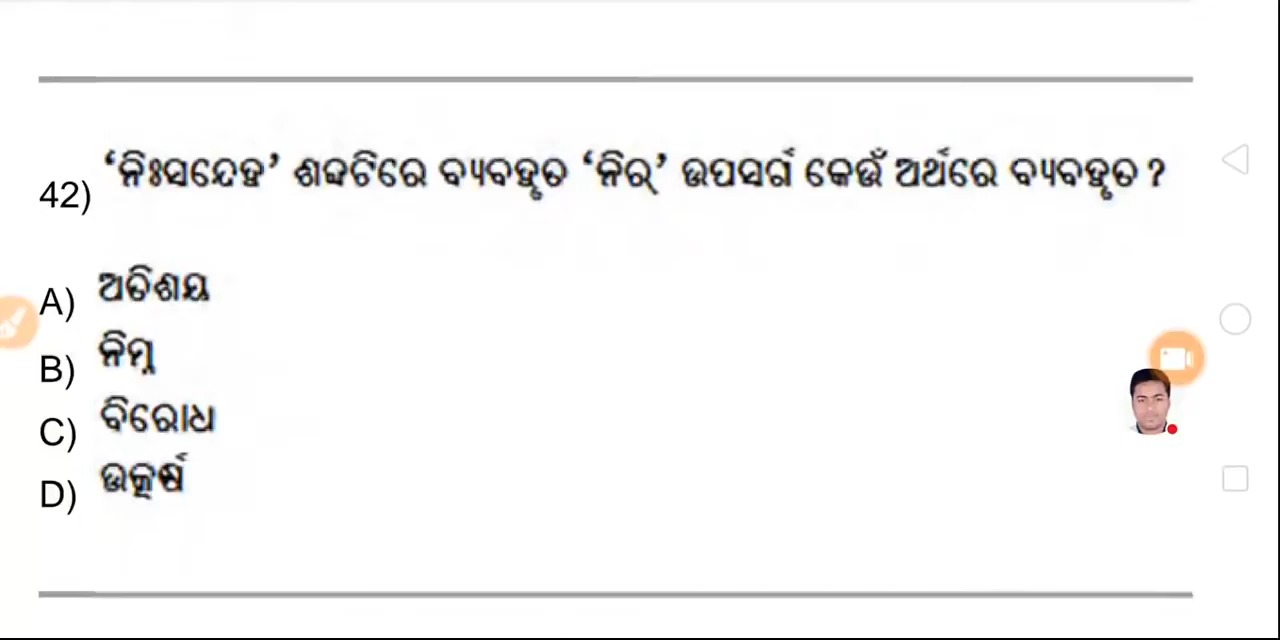 42) ‘ନିଃସନ୍ଦେହ’ ଶବ୍ଦଟିରେ ବ୍ୟବହୃତ ‘ନିର୍’ ଉପସର୍ଗ କେଉଁ ଅର୍ଥରେ ବ୍ୟବହୃତ ?
A) ଅତିଶୟ
B) ନିମ୍ନ
C) ବିରୋଧ
D) ଉତ୍କର୍ଷ